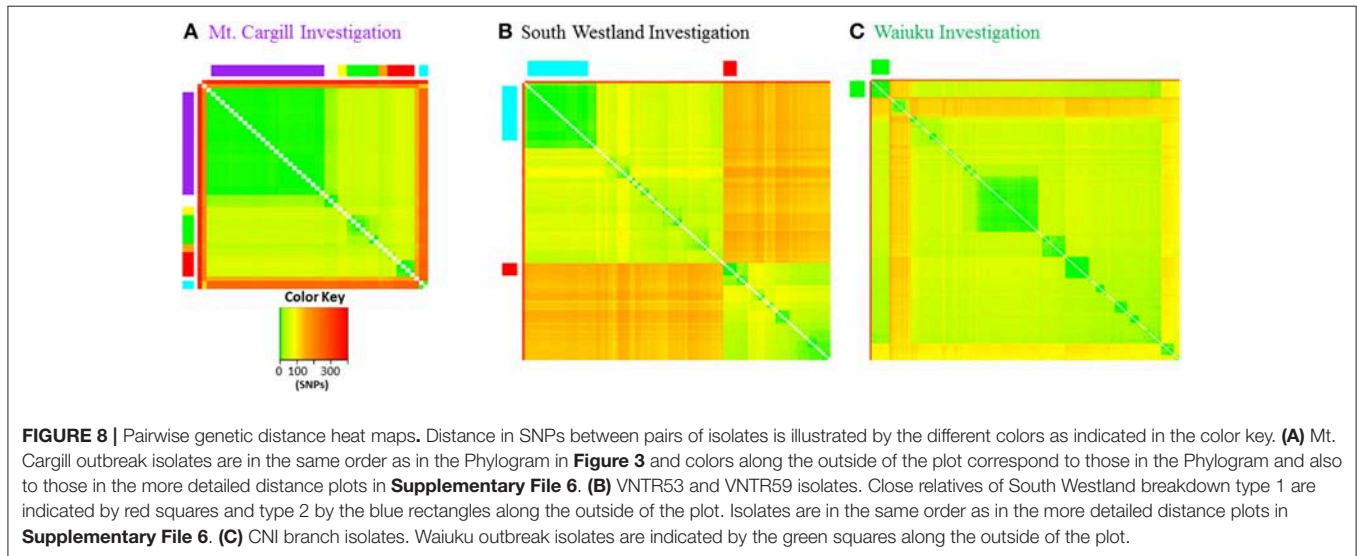 A Mt. Cargill Investigation
B South Westland Investigation
C Waiuku Investigation
Color Key
0 100 300
(SNPs)
FIGURE 8 | Pairwise genetic distance heat maps. Distance in SNPs between pairs of isolates is illustrated by the different colors as indicated in the color key. (A) Mt.
Cargill outbreak isolates are in the same order as in the Phylogram in Figure 3 and colors along the outside of the plot correspond to those in the Phylogram and also
to those in the more detailed distance plots in Supplementary File 6. (B) VNTR53 and VNTR59 isolates. Close relatives of South Westland breakdown type 1 are
indicated by red squares and type 2 by the blue rectangles along the outside of the plot. Isolates are in the same order as in the more detailed distance plots in
Supplementary File 6. (C) CNI branch isolates. Waiuku outbreak isolates are indicated by the green squares along the outside of the plot.